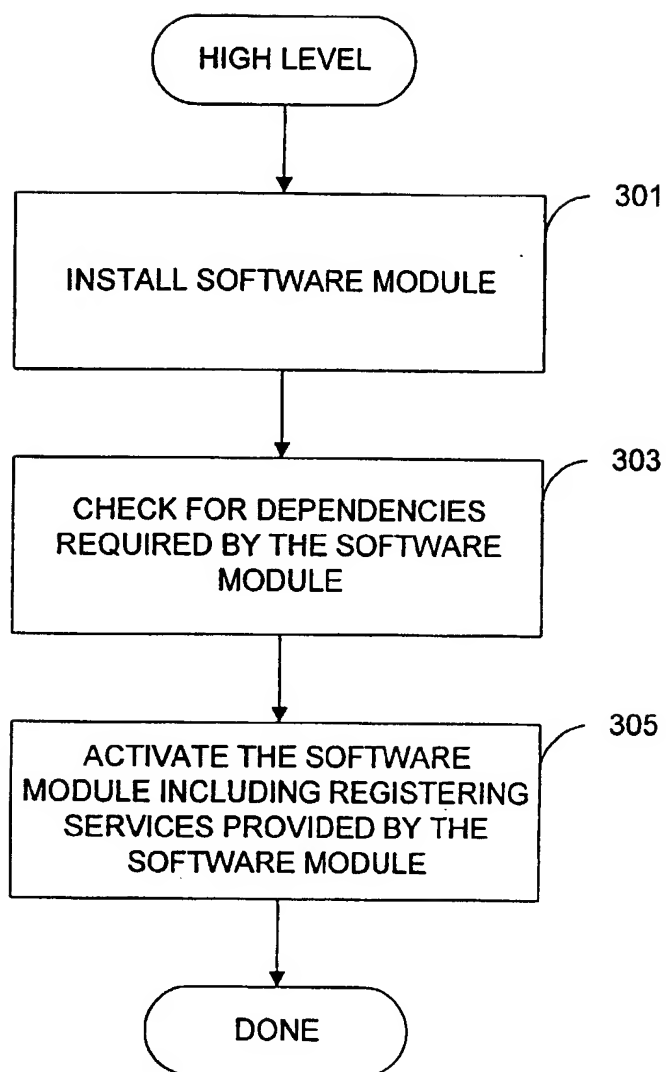 HIGH LEVEL
301
INSTALL SOFTWARE MODULE
303
CHECK FOR DEPENDENCIES
REQUIRED BY THE SOFTWARE
MODULE
305
ACTIVATE THE SOFTWARE
MODULE INCLUDING REGISTERING
SERVICES PROVIDED BY THE
SOFTWARE MODULE
DONE